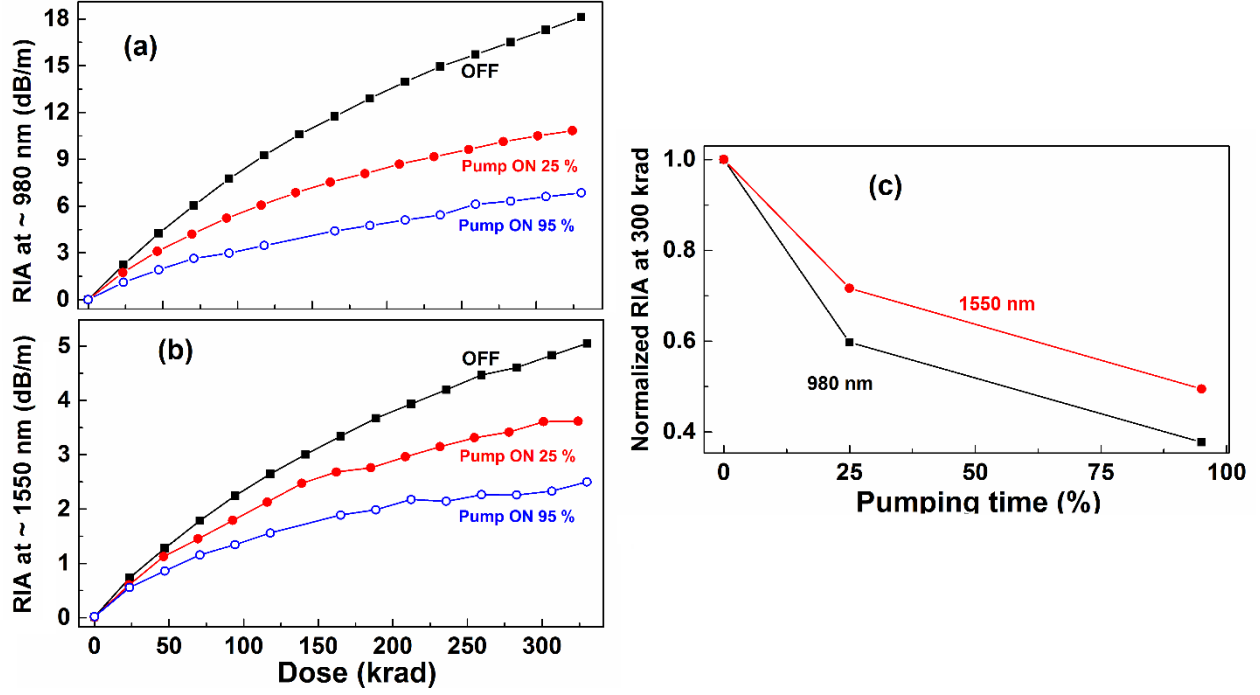 (a)
RIA at ~ 980 nm (dB/m)
18
15
12
9
6
3
0
OFF
Pump ON 25 %
Pump ON 95 %
(b)
RIA at ~ 1550 nm (dB/m)
5
4
3
2
1
0
OFF
Pump ON 25 %
Pump ON 95 %
0 50 100 150 200 250 300
Dose (krad)
(c)
Normalized RIA at 300 krad
1.0
0.8
0.6
0.4
1550 nm
980 nm
0 25 50 75 100
Pumping time (%)